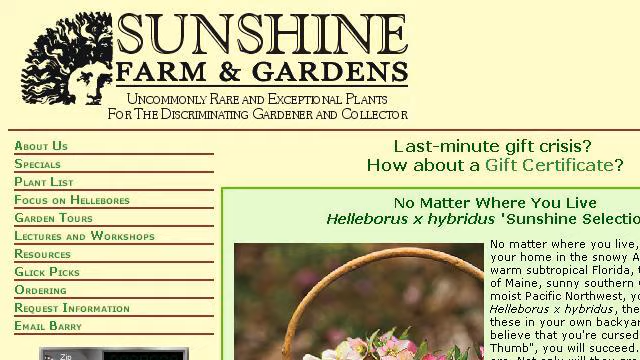 SUNSHINE
FARM & GARDENS
UNCOMMONLY RARE AND EXCEPTIONAL PLANTS
FOR THE DISCRIMINATING GARDENER AND COLLECTOR
ABOUT US
SPECIALS
PLANT LIST
FOCUS ON HELLEBORES
GARDEN TOURS
LECTURES AND WORKSHOPS
RESOURCES
GLICK PICKS
ORDERING
REQUEST INFORMATION
EMAIL BARRY
Zip
Last-minute gift crisis?
How about a Gift Certificate?
No Matter Where You Live
Helleborus x hybridus 'Sunshine Selectio
No matter where you live,
your home in the snowy A
warm subtropical Florida, t
of Maine, sunny southern
moist Pacific Northwest, yo
Helleborus x hybridus, the
these in your own backyar
believe that you're cursed
Thumb", you will succeed.